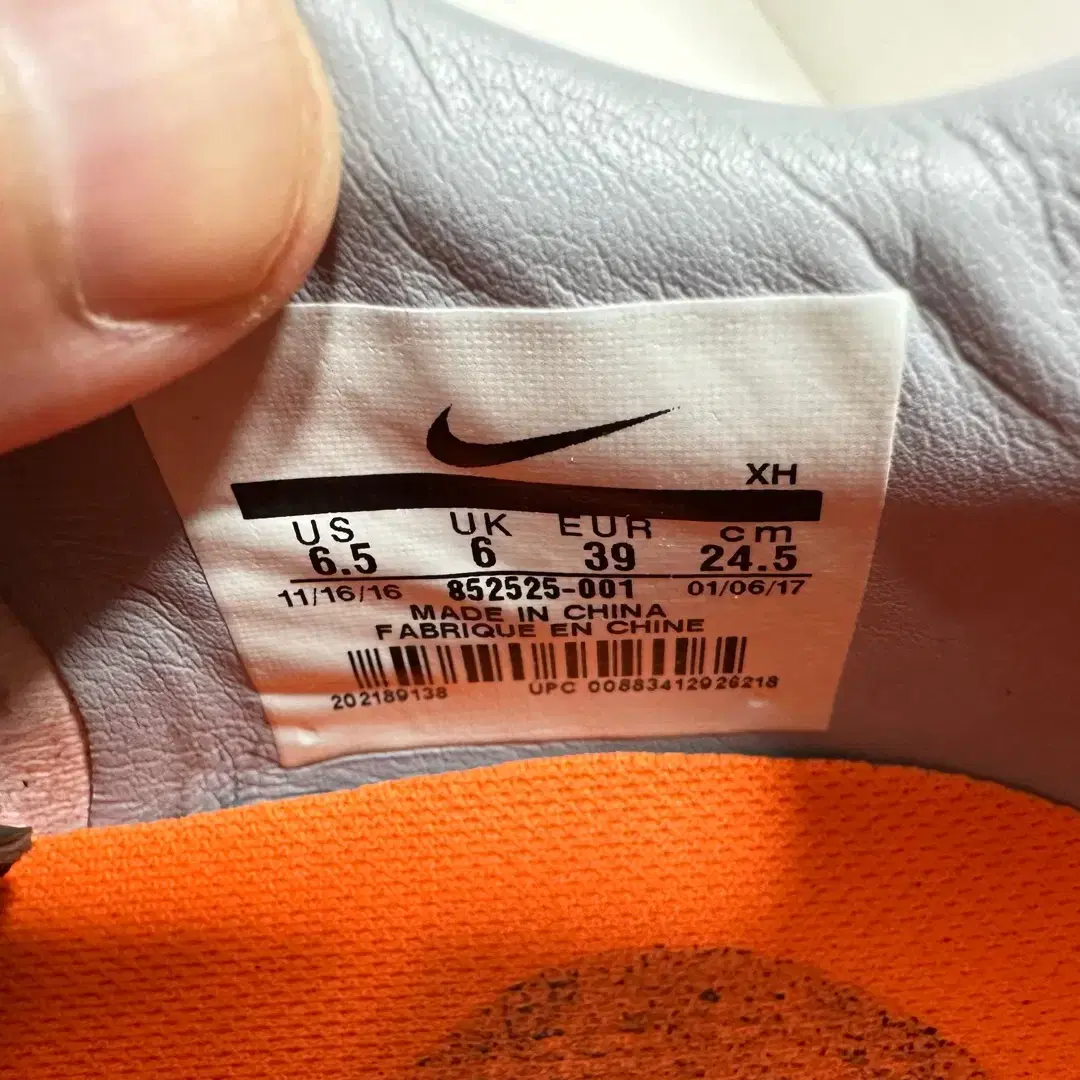 XH
US UK EUR cm
6.5 6 39 24.5
11/16/16 852525-001 01/06/17
MADE IN CHINA
FABRIQUE EN CHINE
202189138 UPC 00883412926218